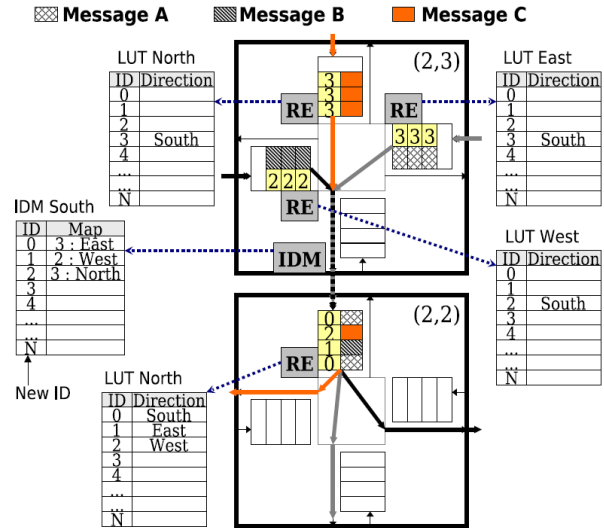 Message A Message B Message C
LUT North
ID Direction
0
1
2
3 South
4
...
...
N
(2,3)
3
3
3
RE
RE
3 3 3
2 2 2
RE
IDM
LUT East
ID Direction
0
1
2
3 South
4
...
...
N
IDM South
ID Map
0 3 : East
1 2 : West
2 3 : North
3
4
...
...
N
New ID
LUT West
ID Direction
0
1
2 South
3
4
...
...
N
(2,2)
0
2
1
0
RE
LUT North
ID Direction
0 South
1 East
2 West
3
4
...
...
N